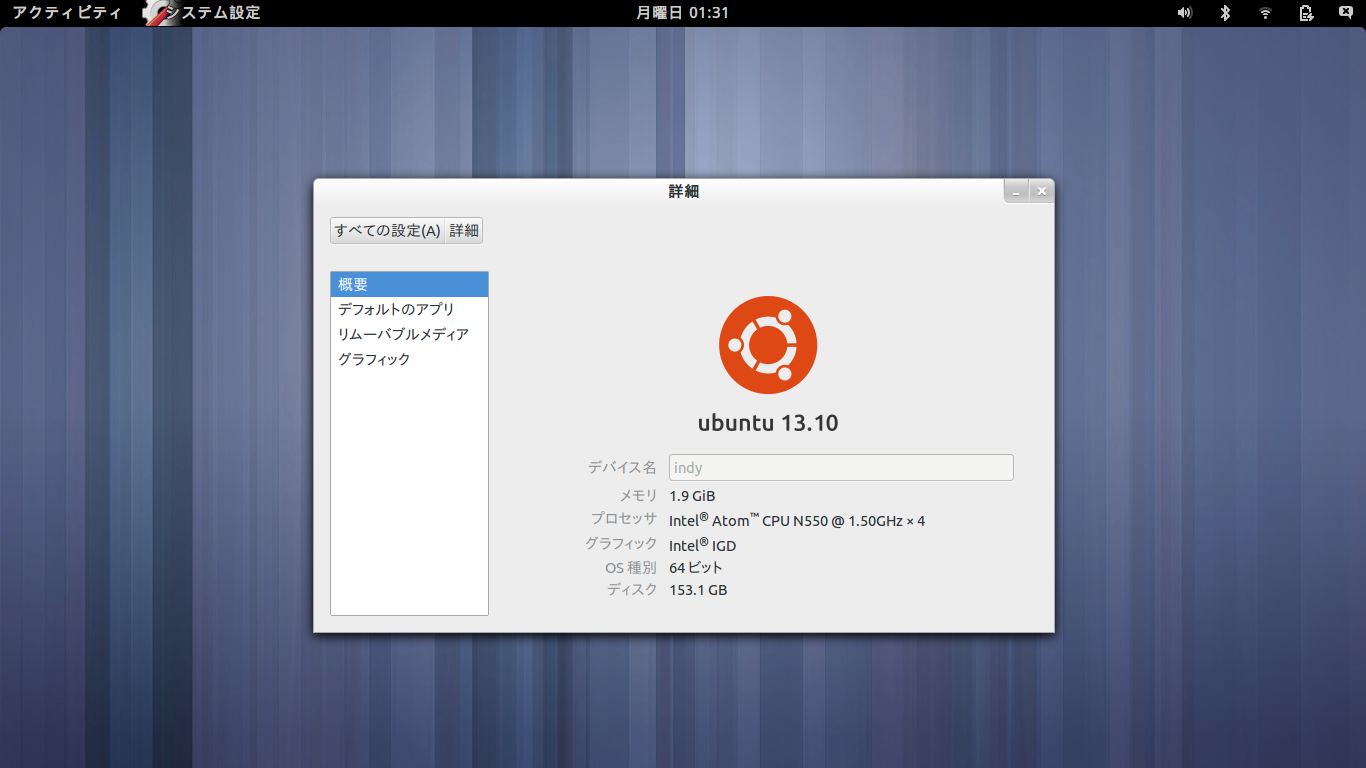 アクティビティ システム設定 月曜日 01:31
詳細
すべての設定(A) 詳細
概要
デフォルトのアプリ
リムーバブルメディア
グラフィック
ubuntu 13.10
デバイス名 indy
メモリ 1.9 GiB
プロセッサ Intel® Atom™ CPU N550 @ 1.50GHz × 4
グラフィック Intel® IGD
OS 種別 64 ビット
ディスク 153.1 GB